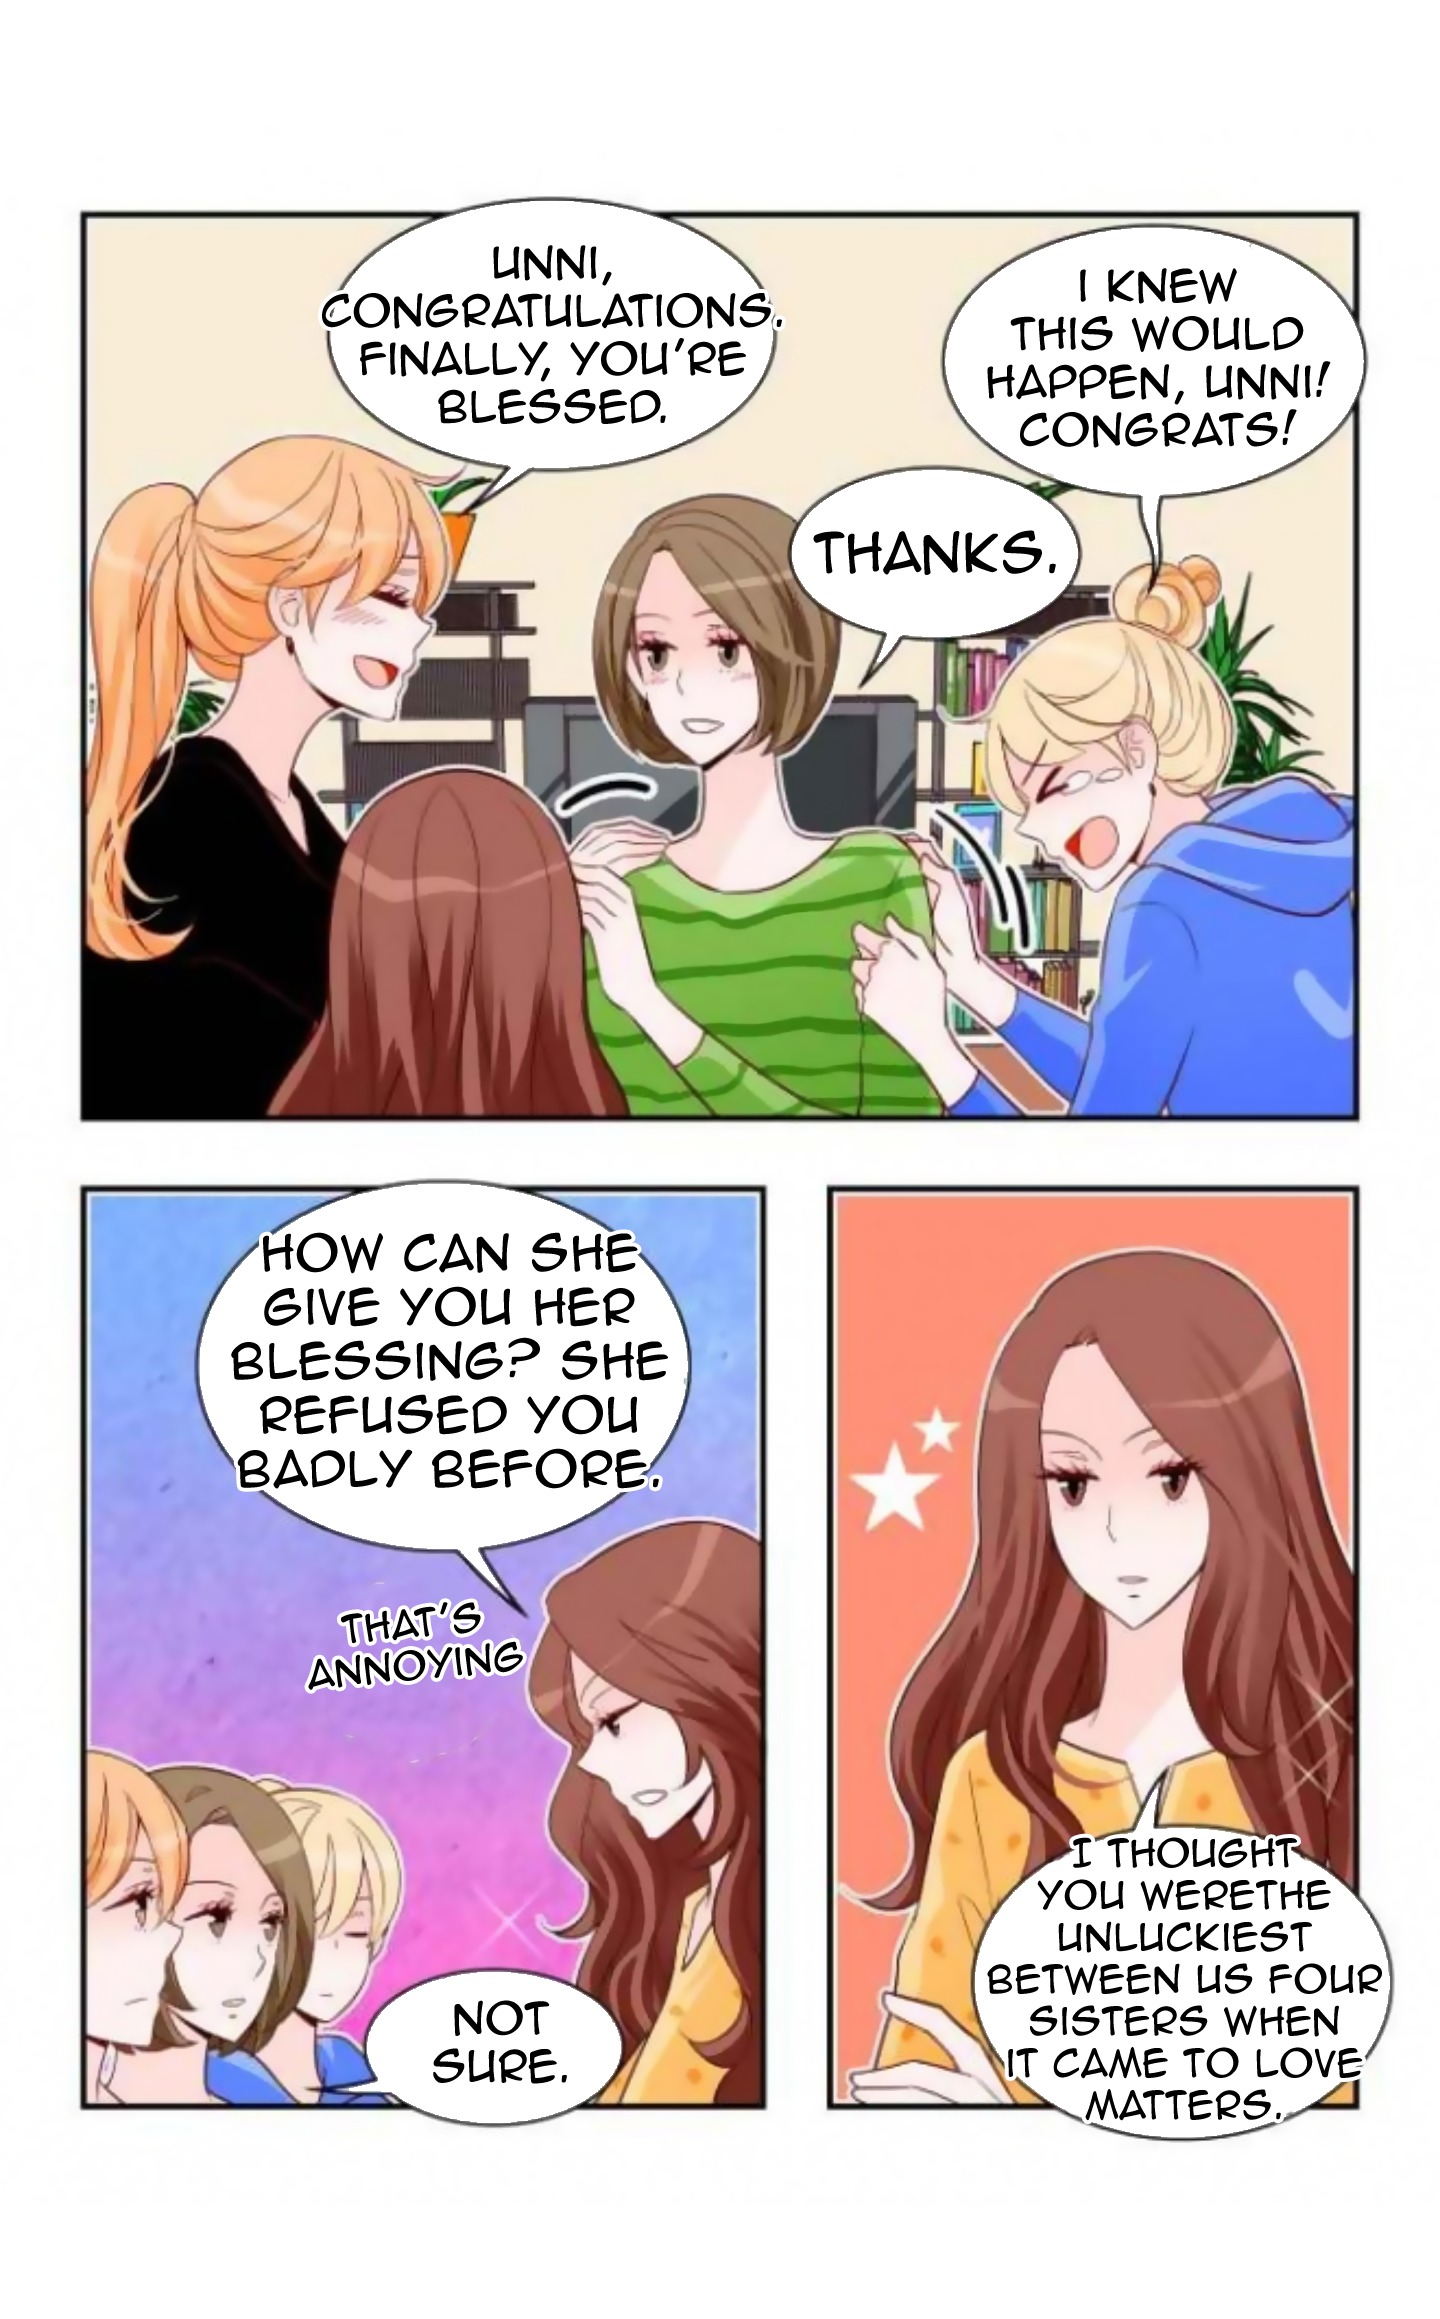 UNNI,
CONGRATULATIONS.
FINALLY, YOU'RE
BLESSED.
I KNEW
THIS WOULD
HAPPEN, UNNI!
CONGRATS!
THANKS.
HOW CAN SHE
GIVE YOU HER
BLESSING? SHE
REFUSED YOU
BADLY BEFORE.
THAT'S
ANNOYING
NOT
SURE.
I THOUGHT
YOU WERETHE
UNLUCKIEST
BETWEEN US FOUR
SISTERS WHEN
IT CAME TO LOVE
MATTERS.